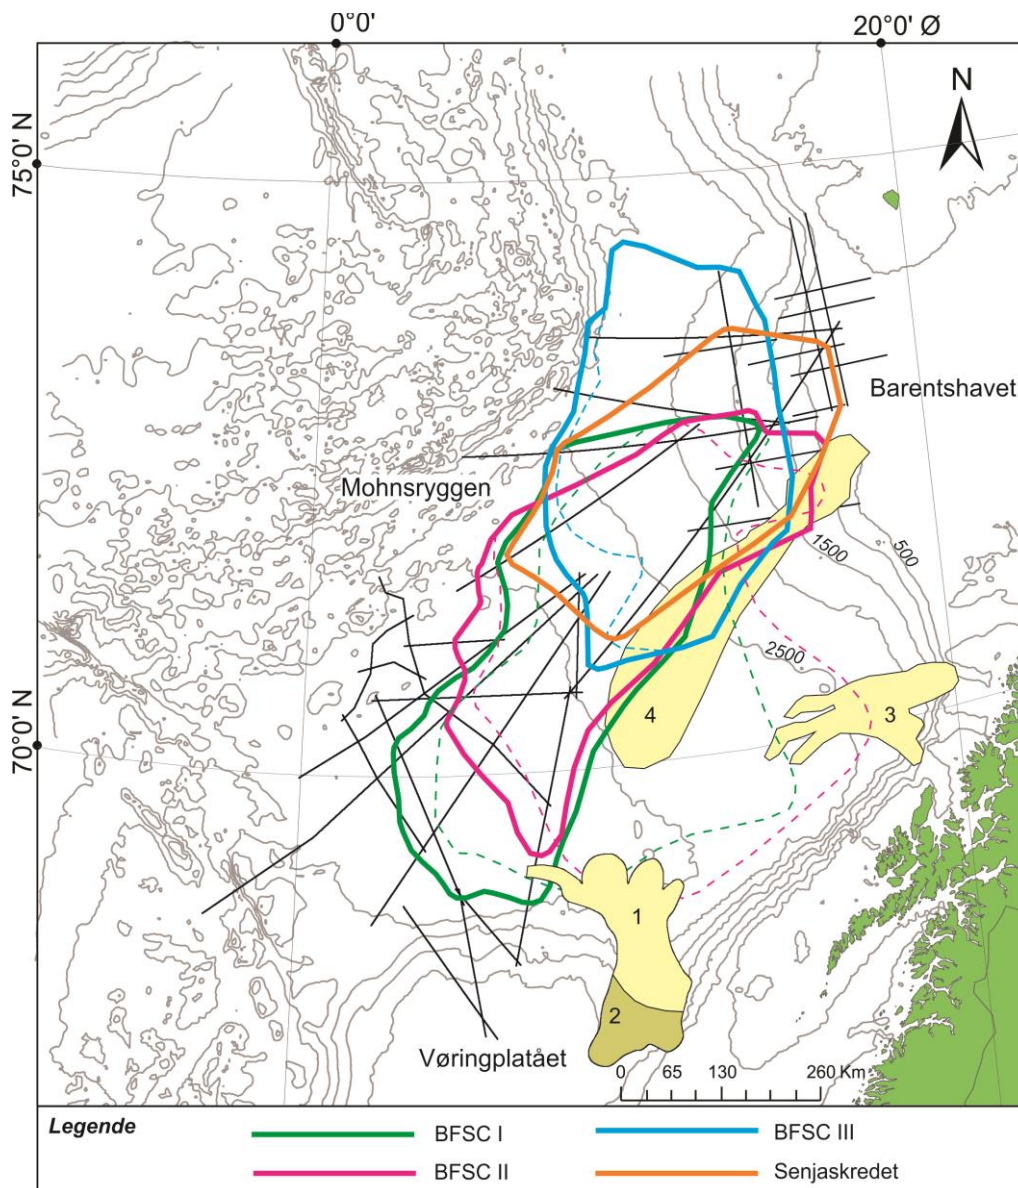 0°0'
20°0' Ø
N
75°0' N
Barentshavet
Mohnsryggen
1500
500
2500
4
3
70°0' N
1
2
Vøringplatået
0 65 130 260 Km
Legende
BFSC I
BFSC III
BFSC II
Senjaskredet